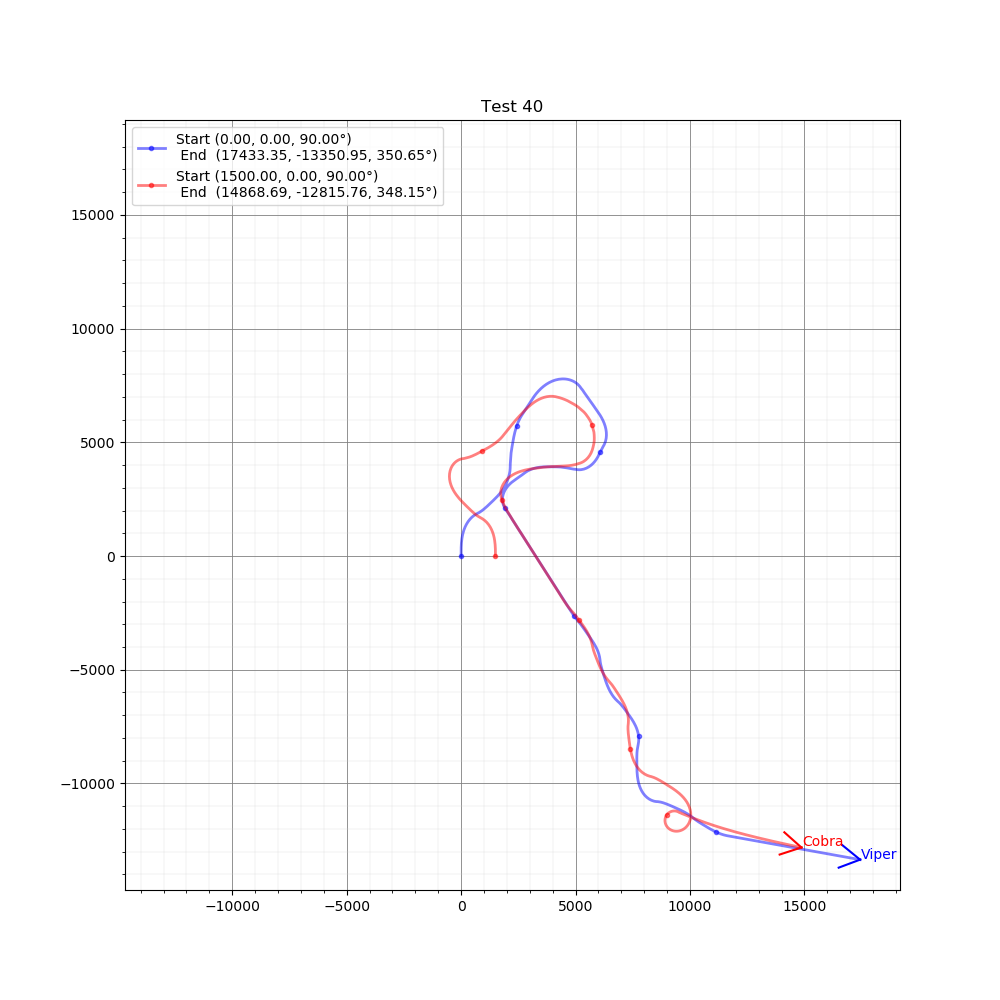 Test 40
Start (0.00, 0.00, 90.00°)
End  (17433.35, -13350.95, 350.65°)
Start (1500.00, 0.00, 90.00°)
End  (14868.69, -12815.76, 348.15°)
15000
10000
5000
0
−5000
−10000
Cobra
Viper
−10000
−5000
0
5000
10000
15000